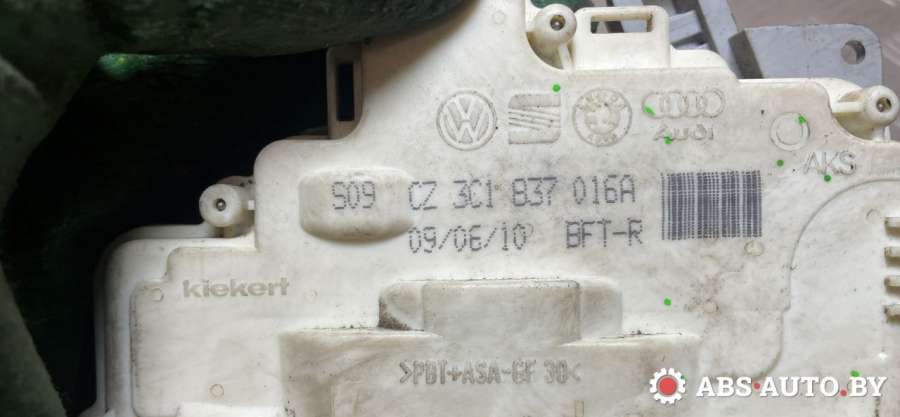 AUDI
AKS
S09 CZ 3C1 837 016A
09/06/10 BFT-R
kiekert
>PBT+ASA-GF 30<
ABS-AUTO.BY